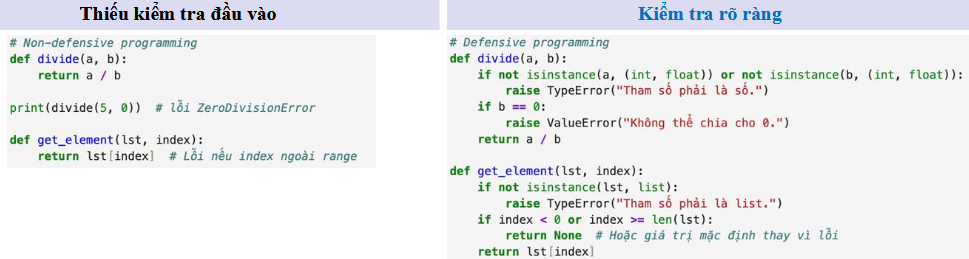 Thiếu kiểm tra đầu vào
# Non-defensive programming
def divide(a, b):
    return a / b

print(divide(5, 0))  # lỗi ZeroDivisionError

def get_element(lst, index):
    return lst[index]  # Lỗi nếu index ngoài range

Kiểm tra rõ ràng
# Defensive programming
def divide(a, b):
    if not isinstance(a, (int, float)) or not isinstance(b, (int, float)):
        raise TypeError("Tham số phải là số.")
    if b == 0:
        raise ValueError("Không thể chia cho 0.")
    return a / b

def get_element(lst, index):
    if not isinstance(lst, list):
        raise TypeError("Tham số phải là list.")
    if index < 0 or index >= len(lst):
        return None  # Hoặc giá trị mặc định thay vì lỗi
    return lst[index]